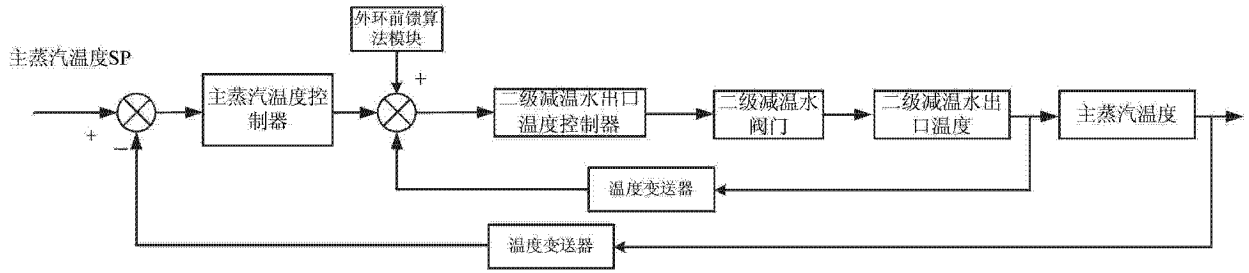 外环前馈算
法模块
主蒸汽温度SP
+
+
−
主蒸汽温度控
制器
二级减温水出口
温度控制器
二级减温水
阀门
二级减温水出
口温度
主蒸汽温度
温度变送器
温度变送器